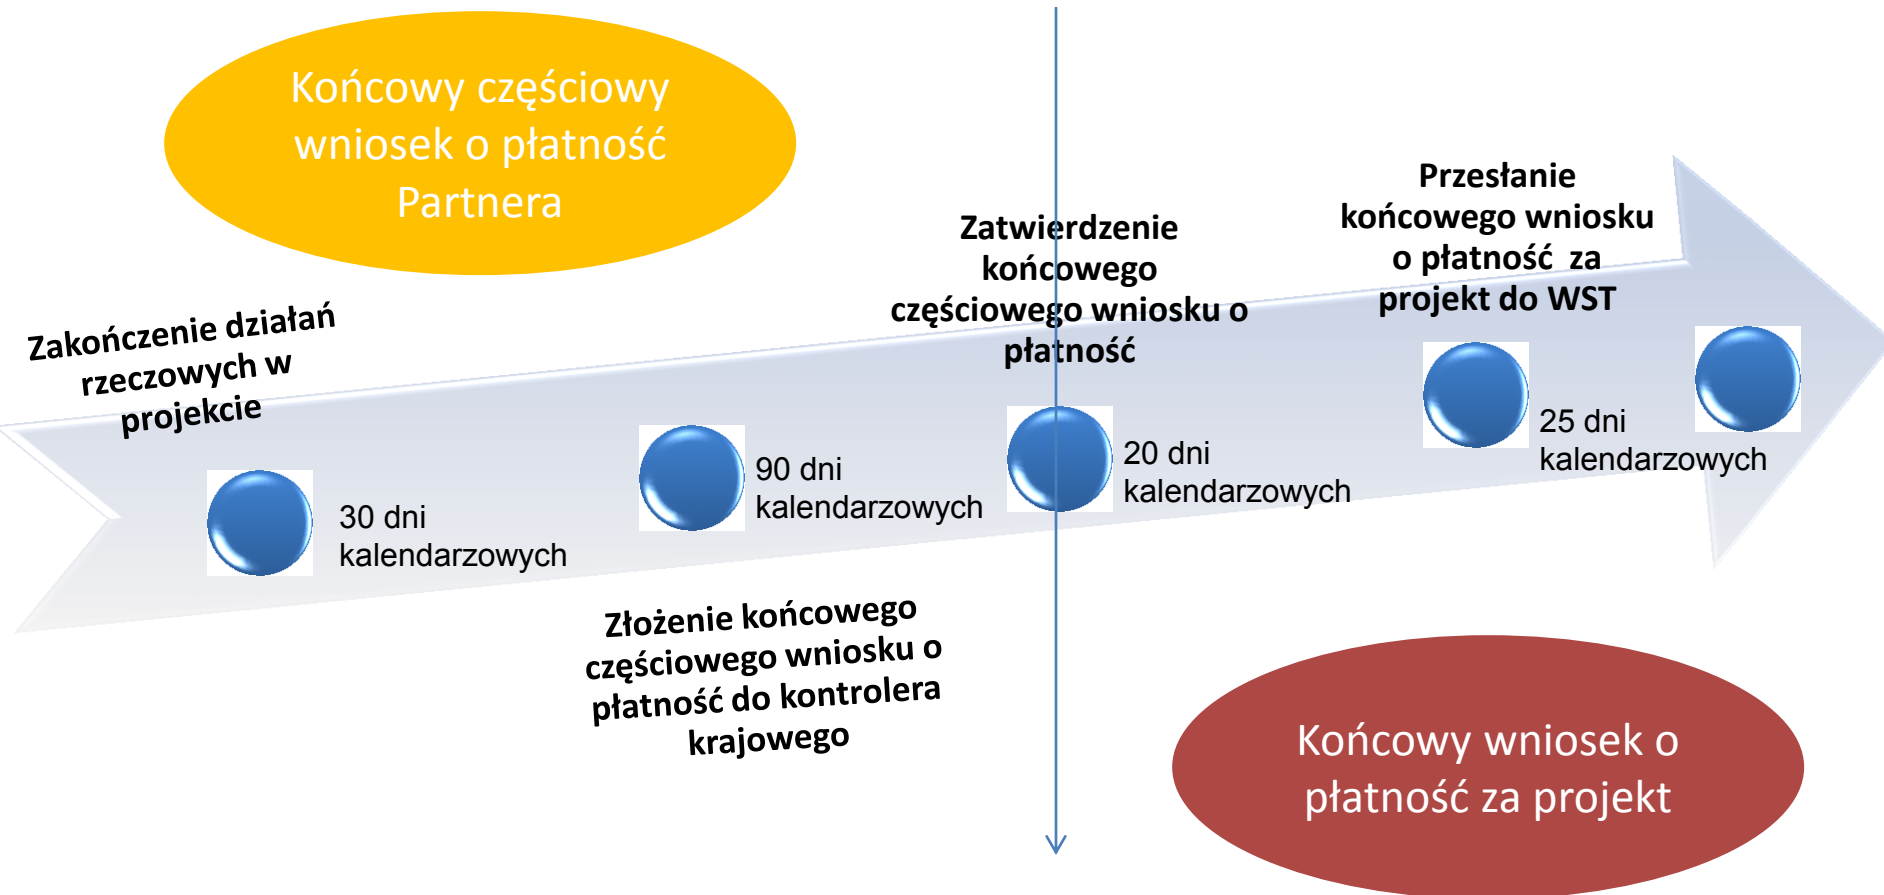 Końcowy częściowy
wniosek o płatność
Partnera
Zakończenie działań
rzeczowych w
projekcie
30 dni
kalendarzowych
Złożenie końcowego
częściowego wniosku o
płatność do kontrolera
krajowego
90 dni
kalendarzowych
Zatwierdzenie
końcowego
częściowego wniosku o
płatność
20 dni
kalendarzowych
Przesłanie
końcowego wniosku
o płatność  za
projekt do WST
25 dni
kalendarzowych
Końcowy wniosek o
płatność za projekt